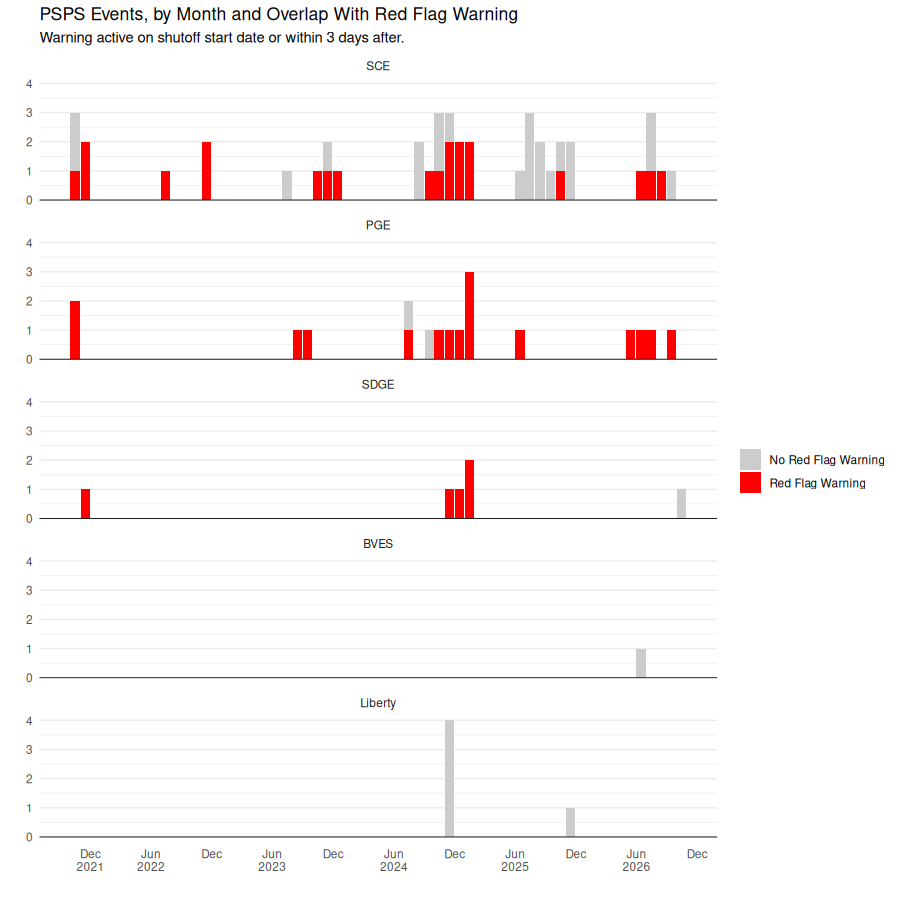 PSPS Events, by Month and Overlap With Red Flag Warning
Warning active on shutoff start date or within 3 days after.
SCE
4
3
2
1
0
PGE
4
3
2
1
0
SDGE
4
3
2
1
0
No Red Flag Warning
Red Flag Warning
BVES
4
3
2
1
0
Liberty
4
3
2
1
0
Dec Jun Dec Jun Dec Jun Dec Jun Dec Jun Dec
2021 2022 2023 2024 2025 2026